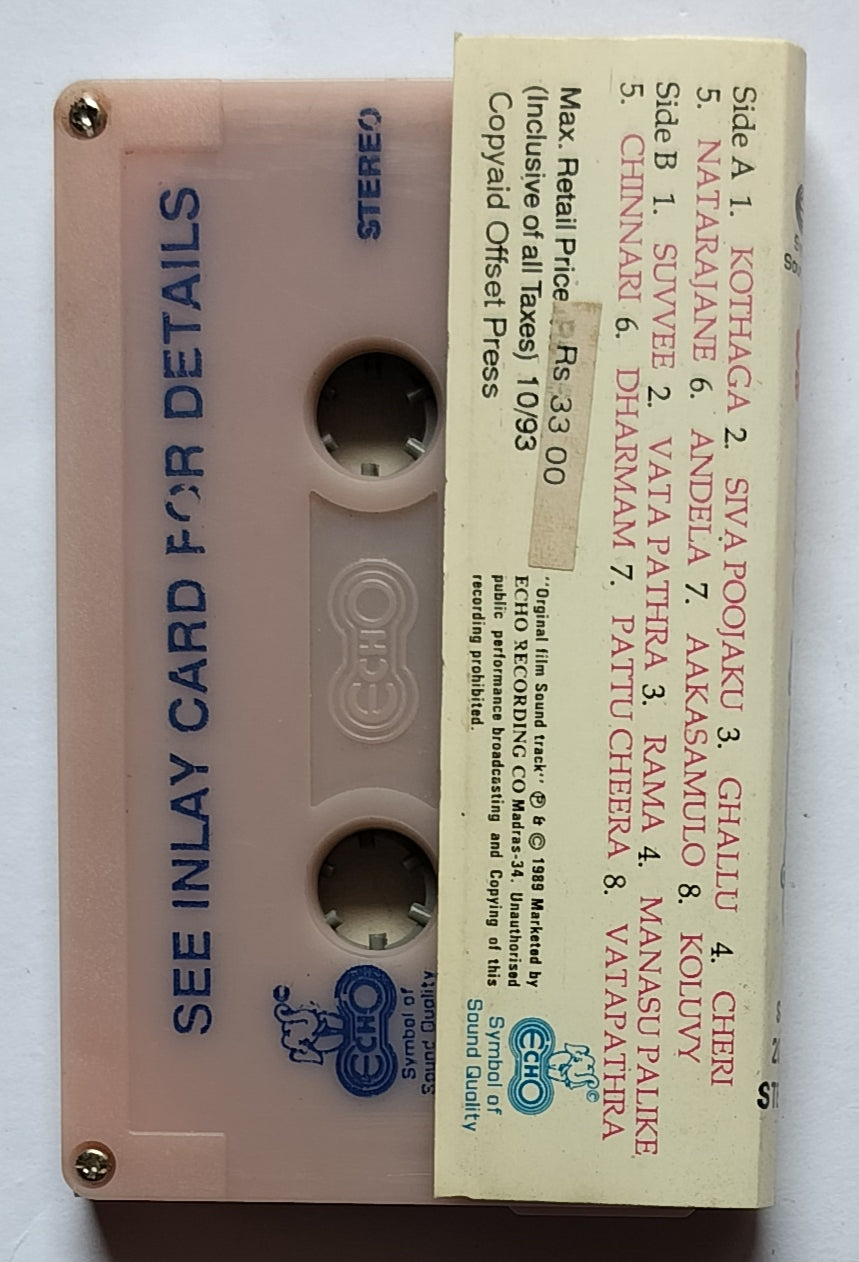 Side A 1. KOTHAGA 2. SIVA POOJAKU 3. GHALLU 4. CHERI
5. NATARAJANE 6. ANDELA 7. AAKASAMULO 8. KOLUVY
Side B 1. SUVVEE 2. VATA PATHRA 3. RAMA 4. MANASU PALIKE
5. CHINNARI 6. DHARMAM 7. PATTU CHEERA 8. VATAPATHRA
Max. Retail Price Rs 33 00
(Inclusive of all Taxes) 10/93
Copyaid Offset Press
"Orginal film Sound track" ℗ & © 1989 Marketed by
ECHO RECORDING CO Madras-34. Unauthorised
public performance broadcasting and Copying of this
recording prohibited.
©
ECHO
Symbol of
Sound Quality
STEREO
ECHO
ECHO
Symbol of
Sound Quality
©
SEE INLAY CARD FOR DETAILS